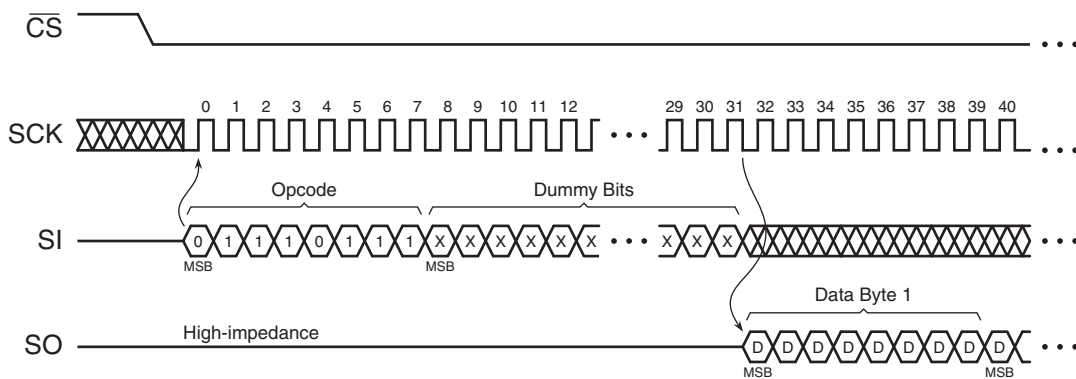 CS
SCK
0 1 2 3 4 5 6 7 8 9 10 11 12 29 30 31 32 33 34 35 36 37 38 39 40
Opcode Dummy Bits
SI
0 1 1 1 0 1 1 1 X X X X X X X X X
MSB MSB
Data Byte 1
High-impedance
SO
D D D D D D D D D
MSB MSB